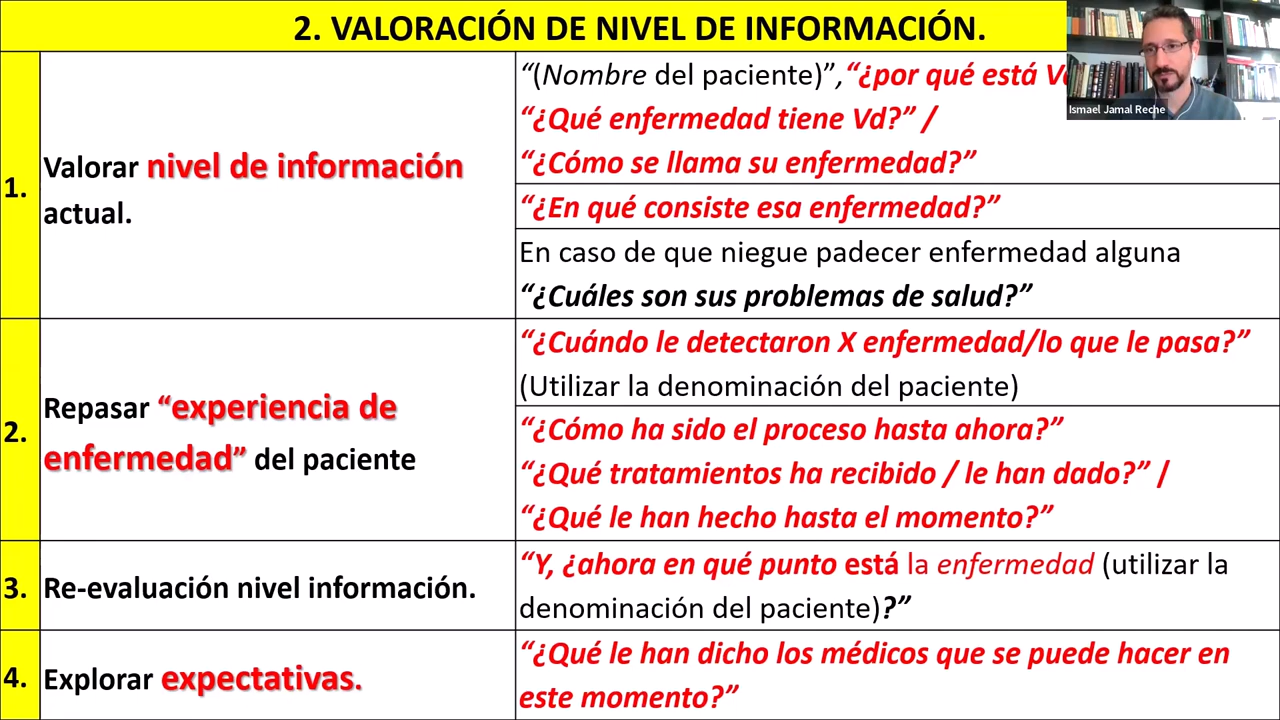 2. VALORACIÓN DE NIVEL DE INFORMACIÓN.
Ismael Jamal Reche
1.
Valorar nivel de información
actual.
“(Nombre del paciente)”,“¿por qué está
“¿Qué enfermedad tiene Vd?” /
“¿Cómo se llama su enfermedad?”
“¿En qué consiste esa enfermedad?”
En caso de que niegue padecer enfermedad alguna
“¿Cuáles son sus problemas de salud?”
2.
Repasar “experiencia de
enfermedad” del paciente
“¿Cuándo le detectaron X enfermedad/lo que le pasa?”
(Utilizar la denominación del paciente)
“¿Cómo ha sido el proceso hasta ahora?”
“¿Qué tratamientos ha recibido / le han dado?” /
“¿Qué le han hecho hasta el momento?”
3.
Re-evaluación nivel información.
“Y, ¿ahora en qué punto está la enfermedad (utilizar la
denominación del paciente)?”
4.
Explorar expectativas.
“¿Qué le han dicho los médicos que se puede hacer en
este momento?”